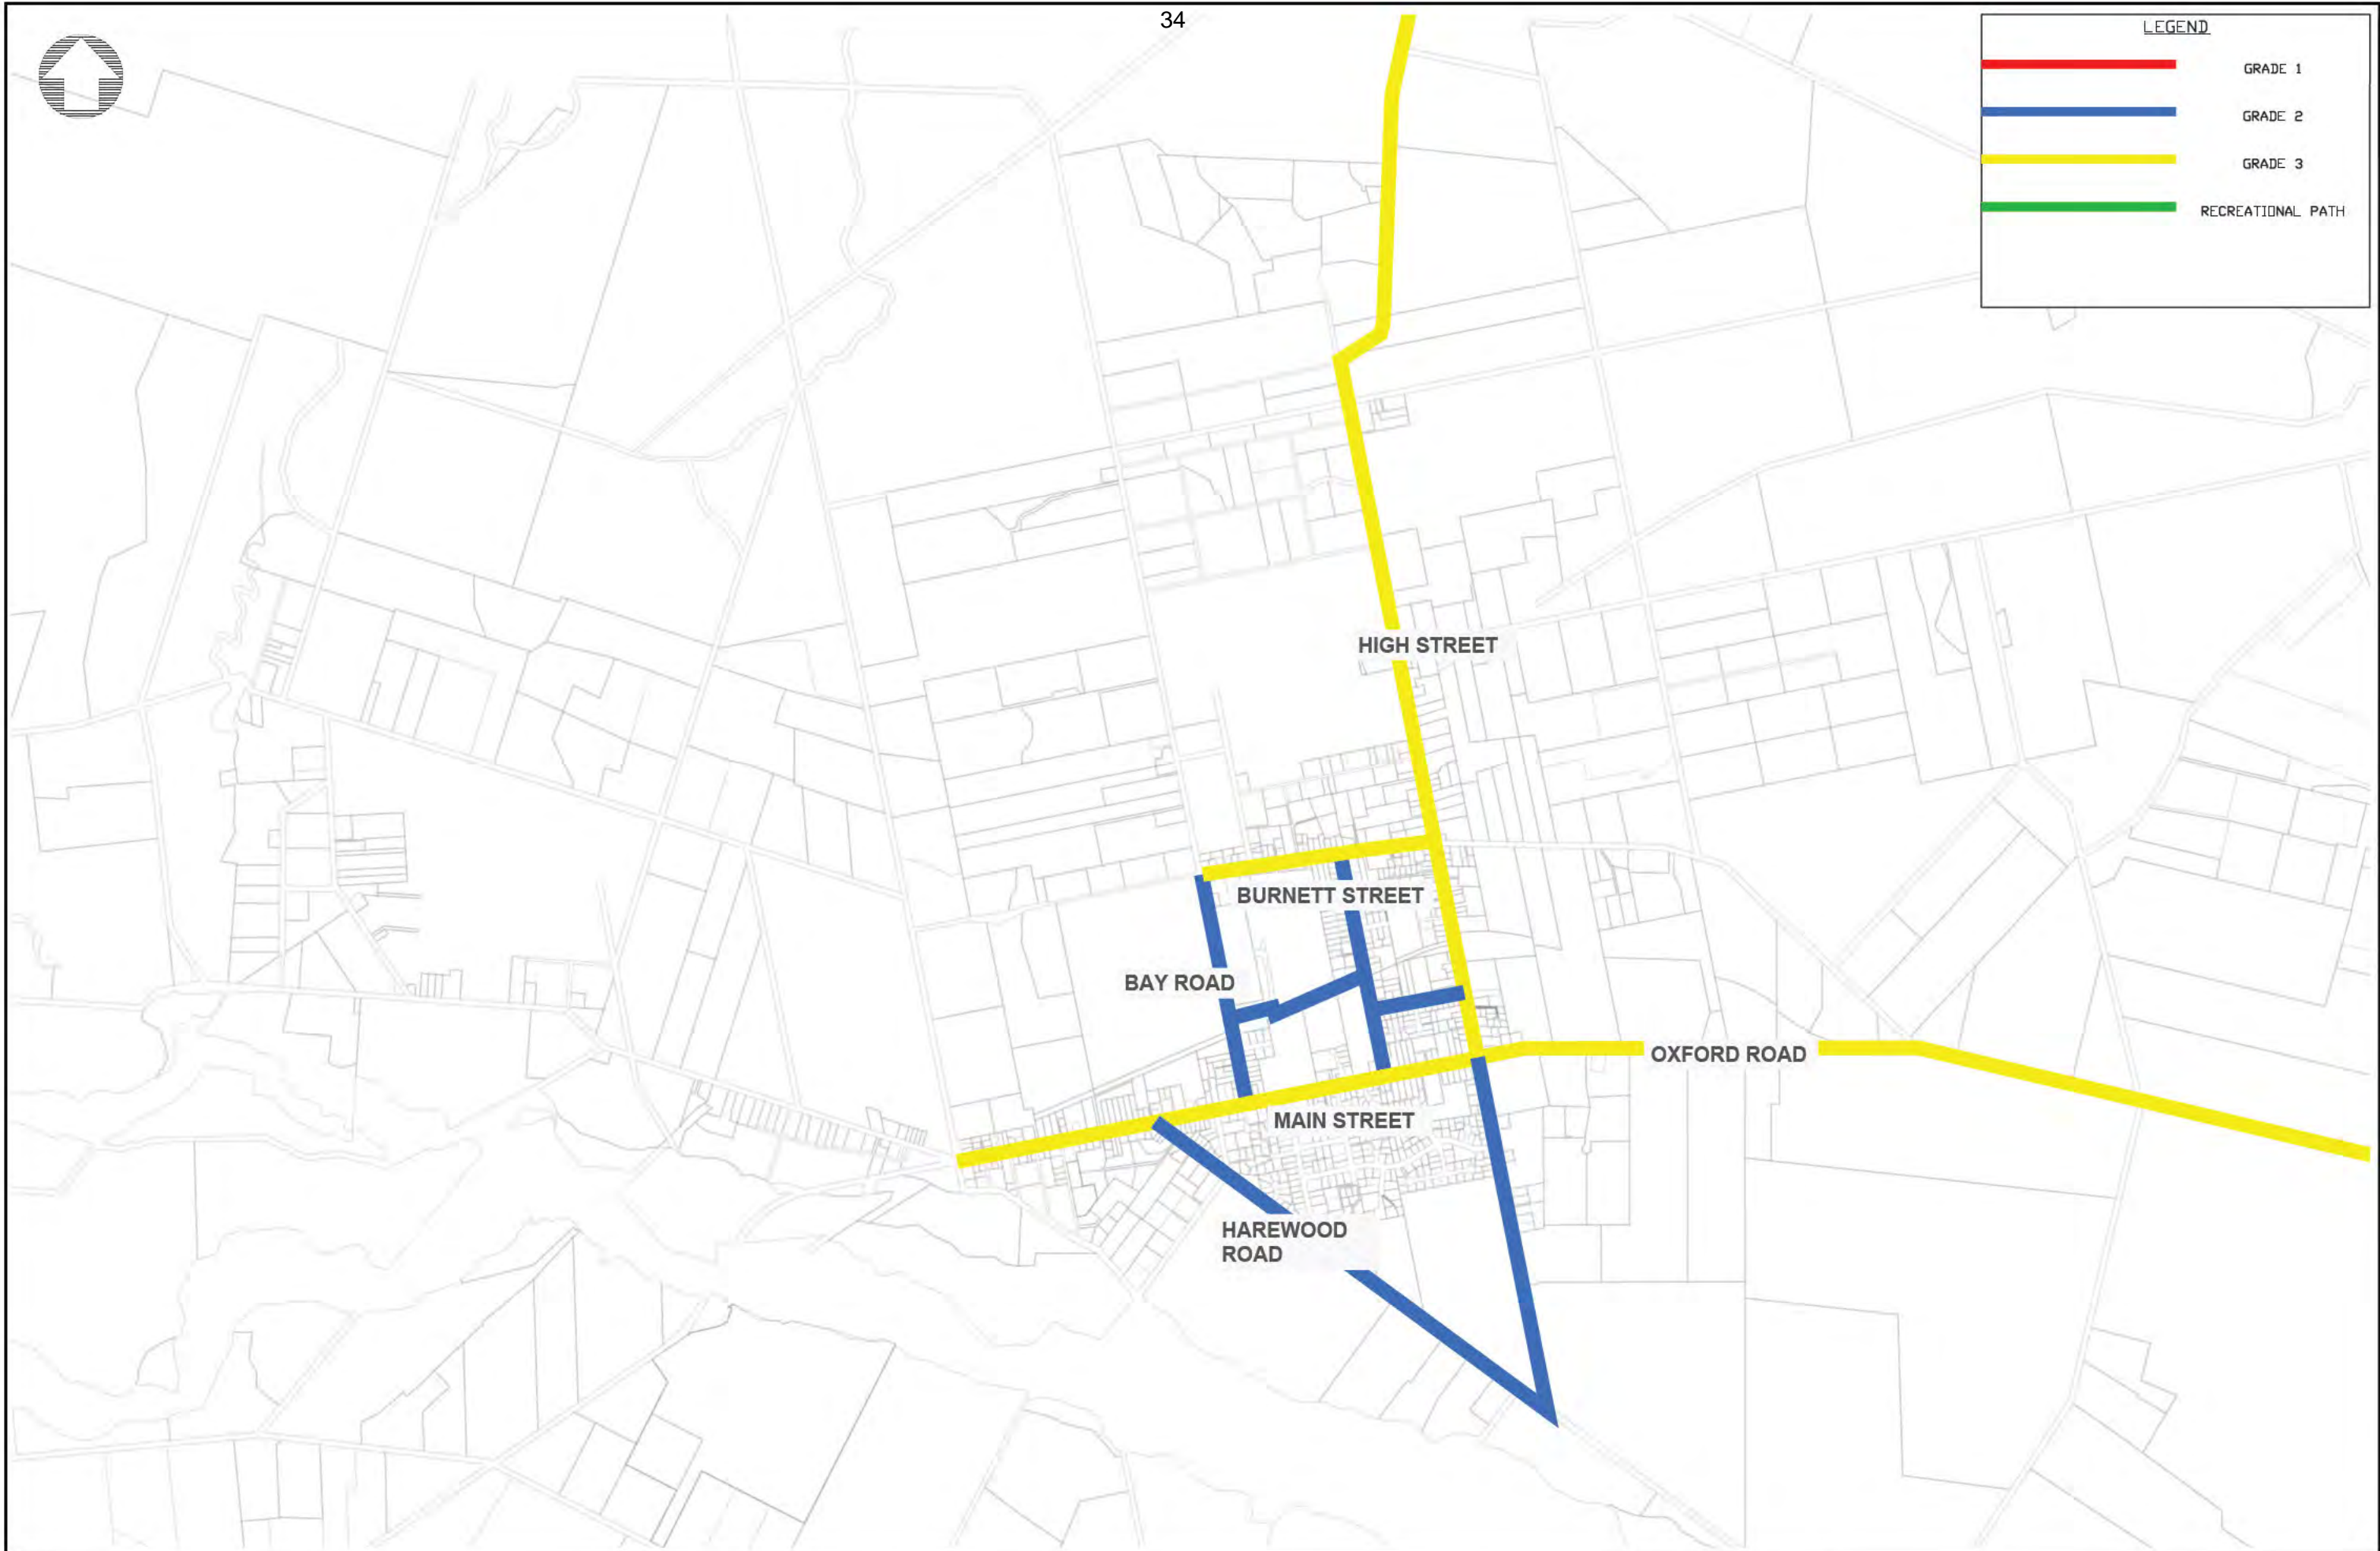 34
LEGEND
GRADE 1
GRADE 2
GRADE 3
RECREATIONAL PATH
HIGH STREET
BURNETT STREET
BAY ROAD
OXFORD ROAD
MAIN STREET
HAREWOOD
ROAD